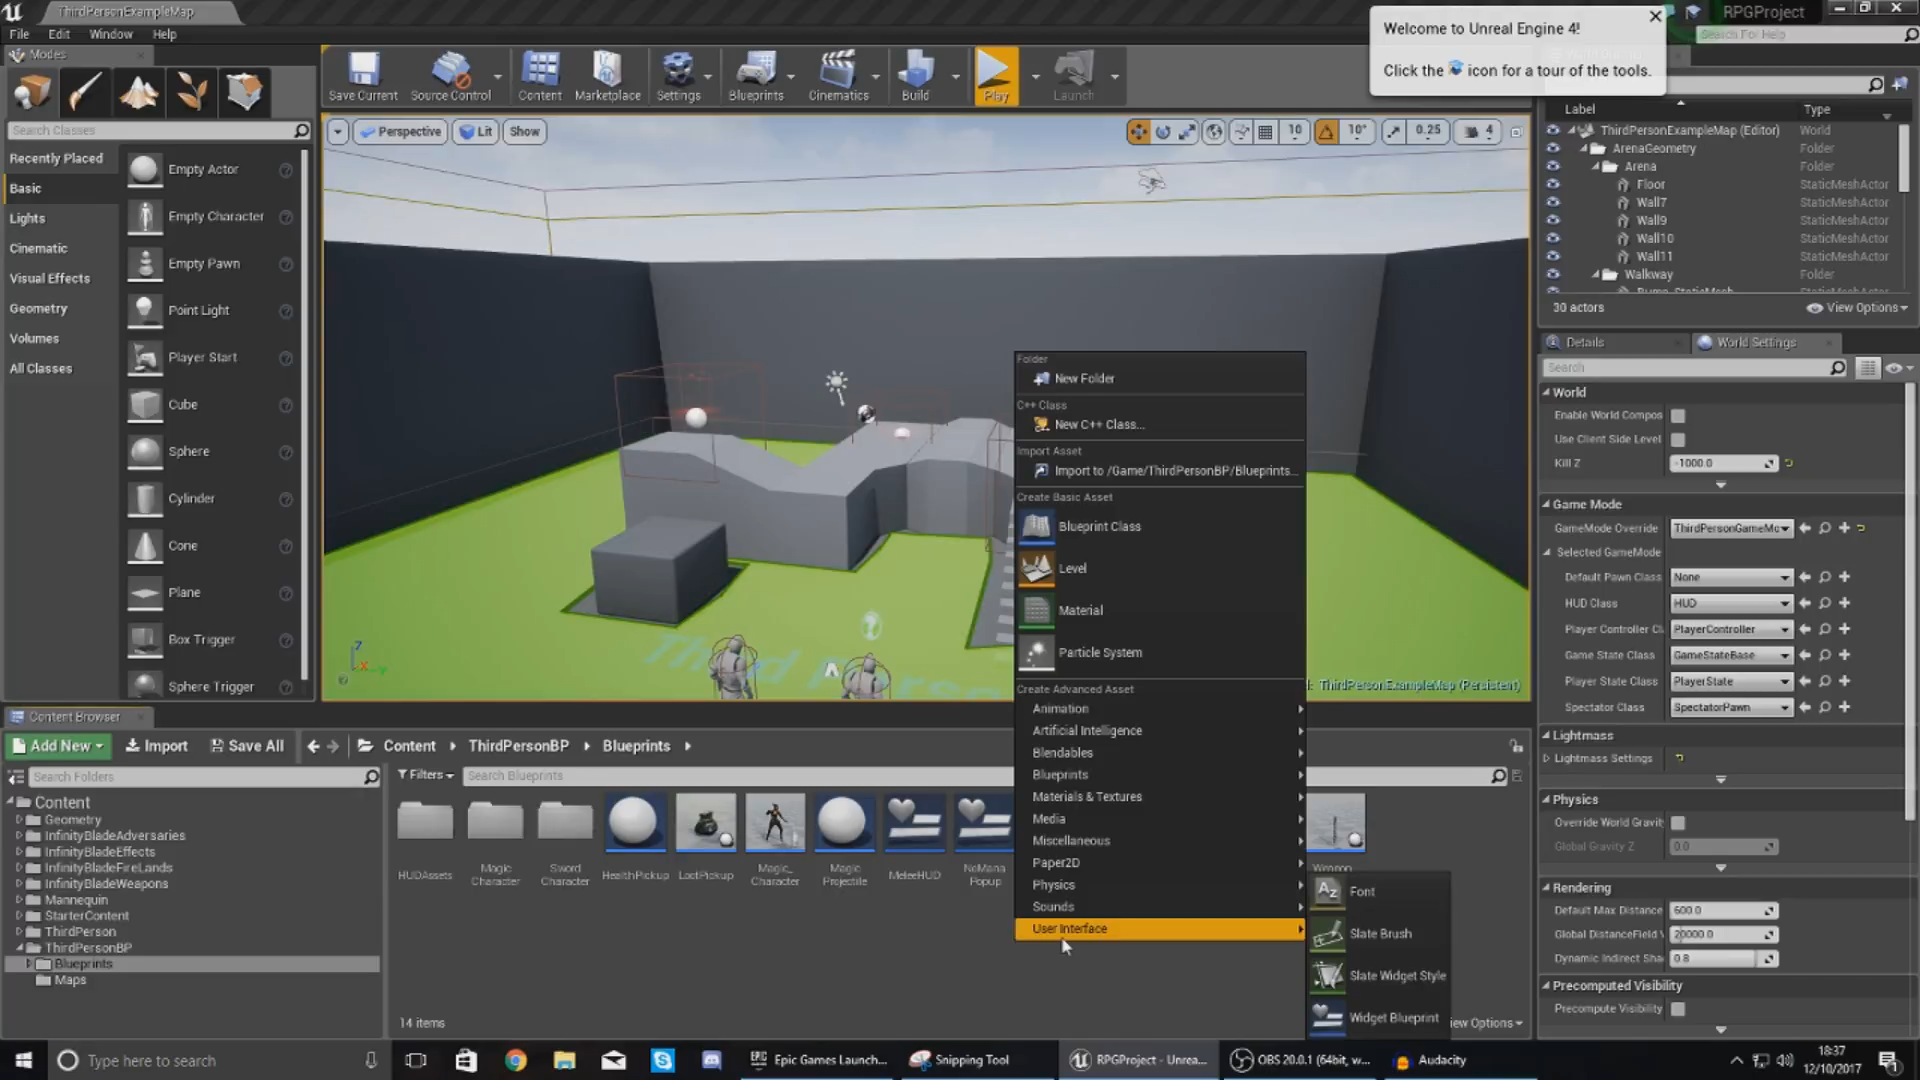 ThirdPersonExampleMap
RPGProject
File Edit Window Help
Search For Help
Welcome to Unreal Engine 4!
Click the icon for a tour of the tools.
Modes
Search Classes
Recently Placed
Basic
Lights
Cinematic
Visual Effects
Geometry
Volumes
All Classes
Empty Actor
Empty Character
Empty Pawn
Point Light
Player Start
Cube
Sphere
Cylinder
Cone
Plane
Box Trigger
Sphere Trigger
Save Current
Source Control
Content
Marketplace
Settings
Blueprints
Cinematics
Build
Play
Launch
Perspective
Lit
Show
10
10°
0.25
4
Third Perso
ThirdPersonExampleMap (Persistent)
Folder
New Folder
C++ Class
New C++ Class...
Import Asset
Import to /Game/ThirdPersonBP/Blueprints...
Create Basic Asset
Blueprint Class
Level
Material
Particle System
Create Advanced Asset
Animation
Artificial Intelligence
Blendables
Blueprints
Materials & Textures
Media
Miscellaneous
Paper2D
Physics
Sounds
User Interface
Font
Slate Brush
Slate Widget Style
Widget Blueprint
Label Type
ThirdPersonExampleMap (Editor) World
ArenaGeometry Folder
Arena Folder
Floor StaticMeshActor
Wall7 StaticMeshActor
Wall9 StaticMeshActor
Wall10 StaticMeshActor
Wall11 StaticMeshActor
Walkway Folder
30 actors
View Options
Details
World Settings
Search
World
Enable World Compos
Use Client Side Level
Kill Z -1000.0
Game Mode
GameMode Override ThirdPersonGameMo
Selected GameMode
Default Pawn Class None
HUD Class HUD
Player Controller Cl PlayerController
Game State Class GameStateBase
Player State Class PlayerState
Spectator Class SpectatorPawn
Lightmass
Lightmass Settings
Physics
Override World Gravit
Global Gravity Z 0.0
Rendering
Default Max Distance 600.0
Global DistanceField V 20000.0
Dynamic Indirect Sha 0.8
Precomputed Visibility
Precompute Visibility
Content Browser
Add New Import Save All Content ThirdPersonBP Blueprints
Search Folders
Filters
Search Blueprints
Content
Geometry
InfinityBladeAdversaries
InfinityBladeEffects
InfinityBladeFireLands
InfinityBladeWeapons
Mannequin
StarterContent
ThirdPerson
ThirdPersonBP
Blueprints
Maps
HUDAssets
Magic Character
Sword Character
HealthPickup
LootPickup
Magic_ Character
Magic Projectile
MeleeHUD
NoMana Popup
Weapon
14 items
iew Options
Type here to search
Epic Games Launch...
Snipping Tool
RPGProject - Unrea...
OBS 20.0.1 (64bit, w...
Audacity
18:37
12/10/2017
1